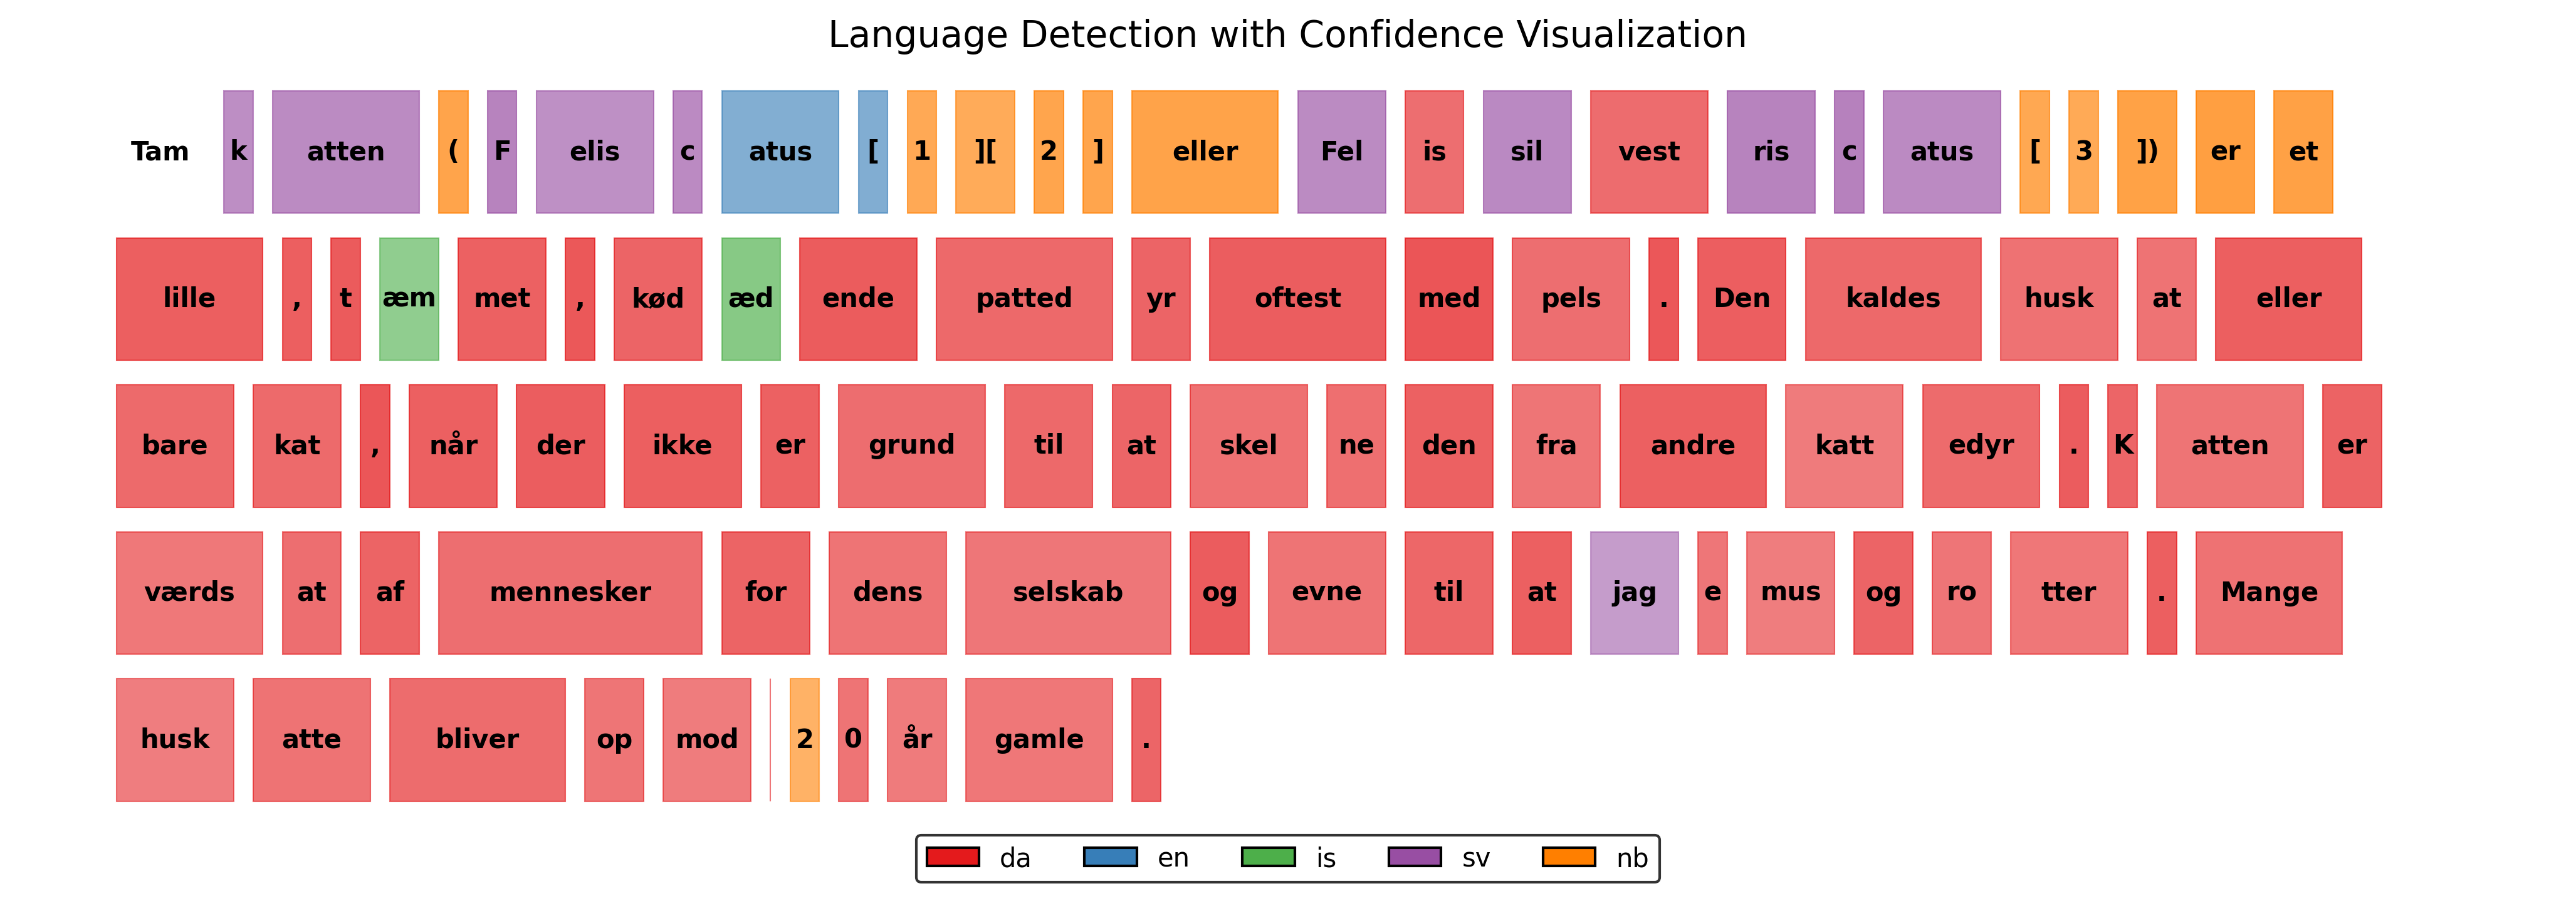 Language Detection with Confidence Visualization
Tam k atten ( F elis c atus [ 1 ][ 2 ] eller Fel is sil vest ris c atus [ 3 ]) er et
lille , t æm met , kød æd ende patted yr oftest med pels . Den kaldes husk at eller
bare kat , når der ikke er grund til at skel ne den fra andre katt edyr . K atten er
værds at af mennesker for dens selskab og evne til at jag e mus og ro tter . Mange
husk atte bliver op mod 2 0 år gamle .
da en is sv nb